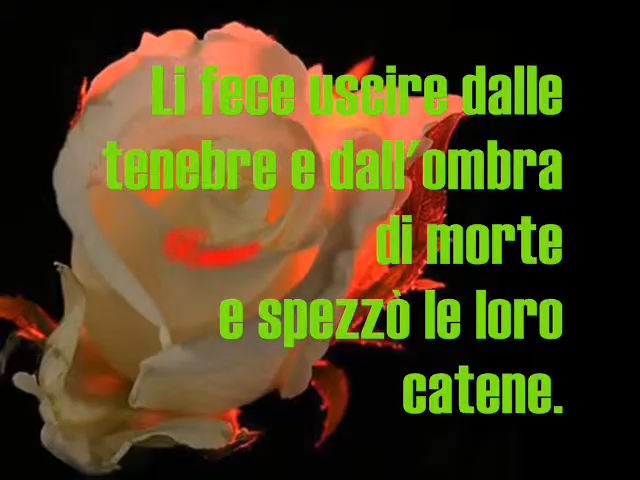 Li fece uscire dalle
tenebre e dall'ombra
di morte
e spezzò le loro
catene.